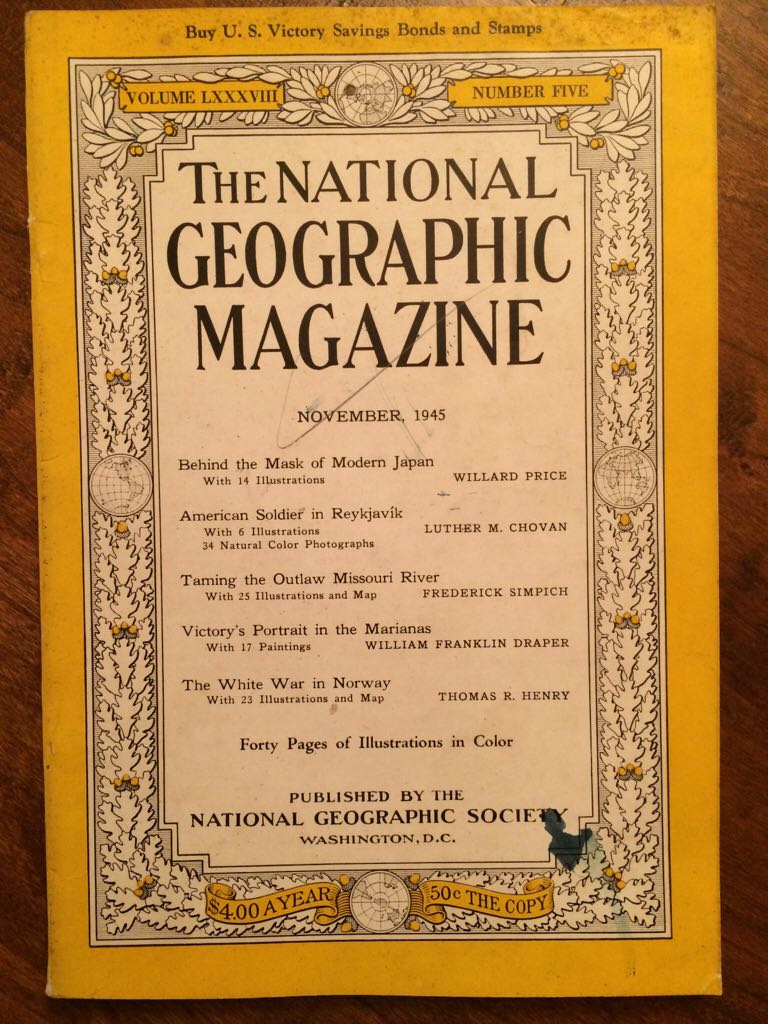 Buy U. S. Victory Savings Bonds and Stamps
VOLUME LXXXVIII NUMBER FIVE
THE NATIONAL
GEOGRAPHIC
MAGAZINE
NOVEMBER, 1945
Behind the Mask of Modern Japan
With 14 Illustrations WILLARD PRICE
American Soldier in Reykjavík
With 6 Illustrations LUTHER M. CHOVAN
34 Natural Color Photographs
Taming the Outlaw Missouri River
With 25 Illustrations and Map FREDERICK SIMPICH
Victory's Portrait in the Marianas
With 17 Paintings WILLIAM FRANKLIN DRAPER
The White War in Norway
With 23 Illustrations and Map THOMAS R. HENRY
Forty Pages of Illustrations in Color
PUBLISHED BY THE
NATIONAL GEOGRAPHIC SOCIETY
WASHINGTON, D.C.
$4.00 A YEAR 50c THE COPY